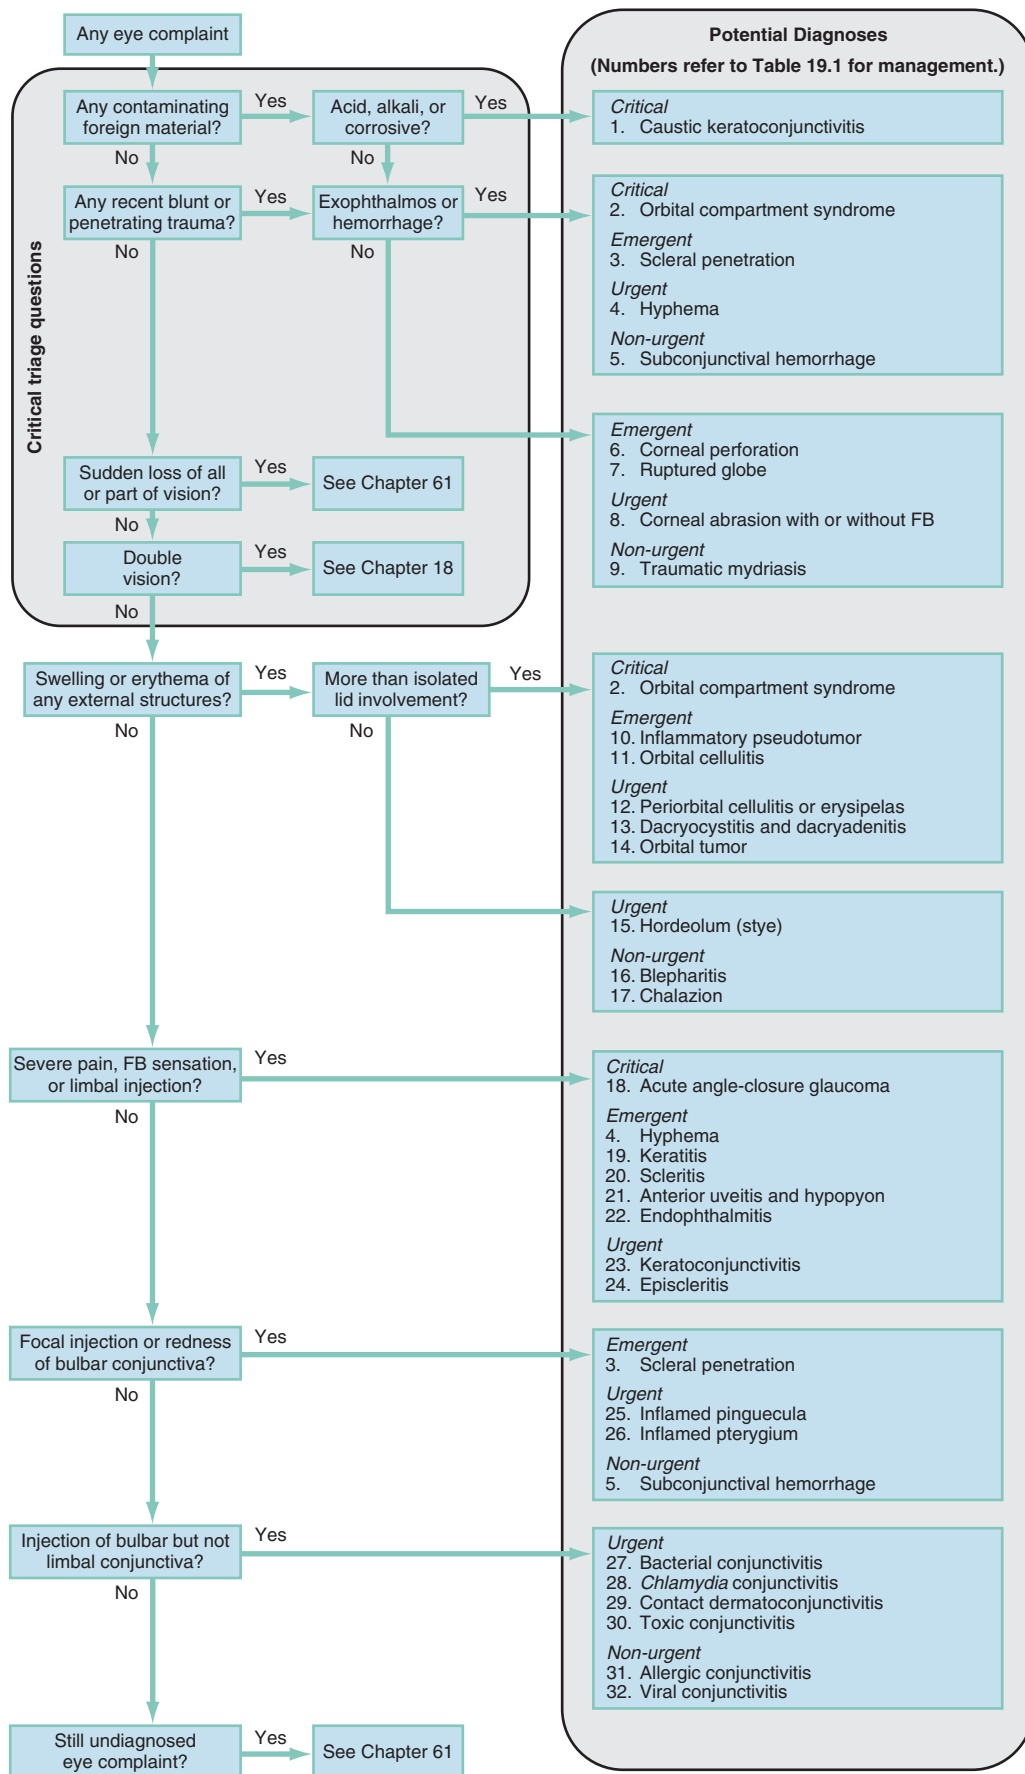 Any eye complaint
Potential Diagnoses
(Numbers refer to Table 19.1 for management.)
Critical triage questions
Any contaminating
foreign material?
Yes
No
Acid, alkali, or
corrosive?
Yes
No
Critical
1. Caustic keratoconjunctivitis
Any recent blunt or
penetrating trauma?
Yes
No
Exophthalmos or
hemorrhage?
Yes
No
Critical
2. Orbital compartment syndrome
Emergent
3. Scleral penetration
Urgent
4. Hyphema
Non-urgent
5. Subconjunctival hemorrhage
Emergent
6. Corneal perforation
7. Ruptured globe
Urgent
8. Corneal abrasion with or without FB
Non-urgent
9. Traumatic mydriasis
Sudden loss of all
or part of vision?
Yes
No
See Chapter 61
Double
vision?
Yes
No
See Chapter 18
Swelling or erythema of
any external structures?
Yes
No
More than isolated
lid involvement?
Yes
No
Critical
2. Orbital compartment syndrome
Emergent
10. Inflammatory pseudotumor
11. Orbital cellulitis
Urgent
12. Periorbital cellulitis or erysipelas
13. Dacryocystitis and dacryadenitis
14. Orbital tumor
Urgent
15. Hordeolum (stye)
Non-urgent
16. Blepharitis
17. Chalazion
Severe pain, FB sensation,
or limbal injection?
Yes
No
Critical
18. Acute angle-closure glaucoma
Emergent
4. Hyphema
19. Keratitis
20. Scleritis
21. Anterior uveitis and hypopyon
22. Endophthalmitis
Urgent
23. Keratoconjunctivitis
24. Episcleritis
Focal injection or redness
of bulbar conjunctiva?
Yes
No
Emergent
3. Scleral penetration
Urgent
25. Inflamed pinguecula
26. Inflamed pterygium
Non-urgent
5. Subconjunctival hemorrhage
Injection of bulbar but not
limbal conjunctiva?
Yes
No
Urgent
27. Bacterial conjunctivitis
28. Chlamydia conjunctivitis
29. Contact dermatoconjunctivitis
30. Toxic conjunctivitis
Non-urgent
31. Allergic conjunctivitis
32. Viral conjunctivitis
Still undiagnosed
eye complaint?
Yes
See Chapter 61